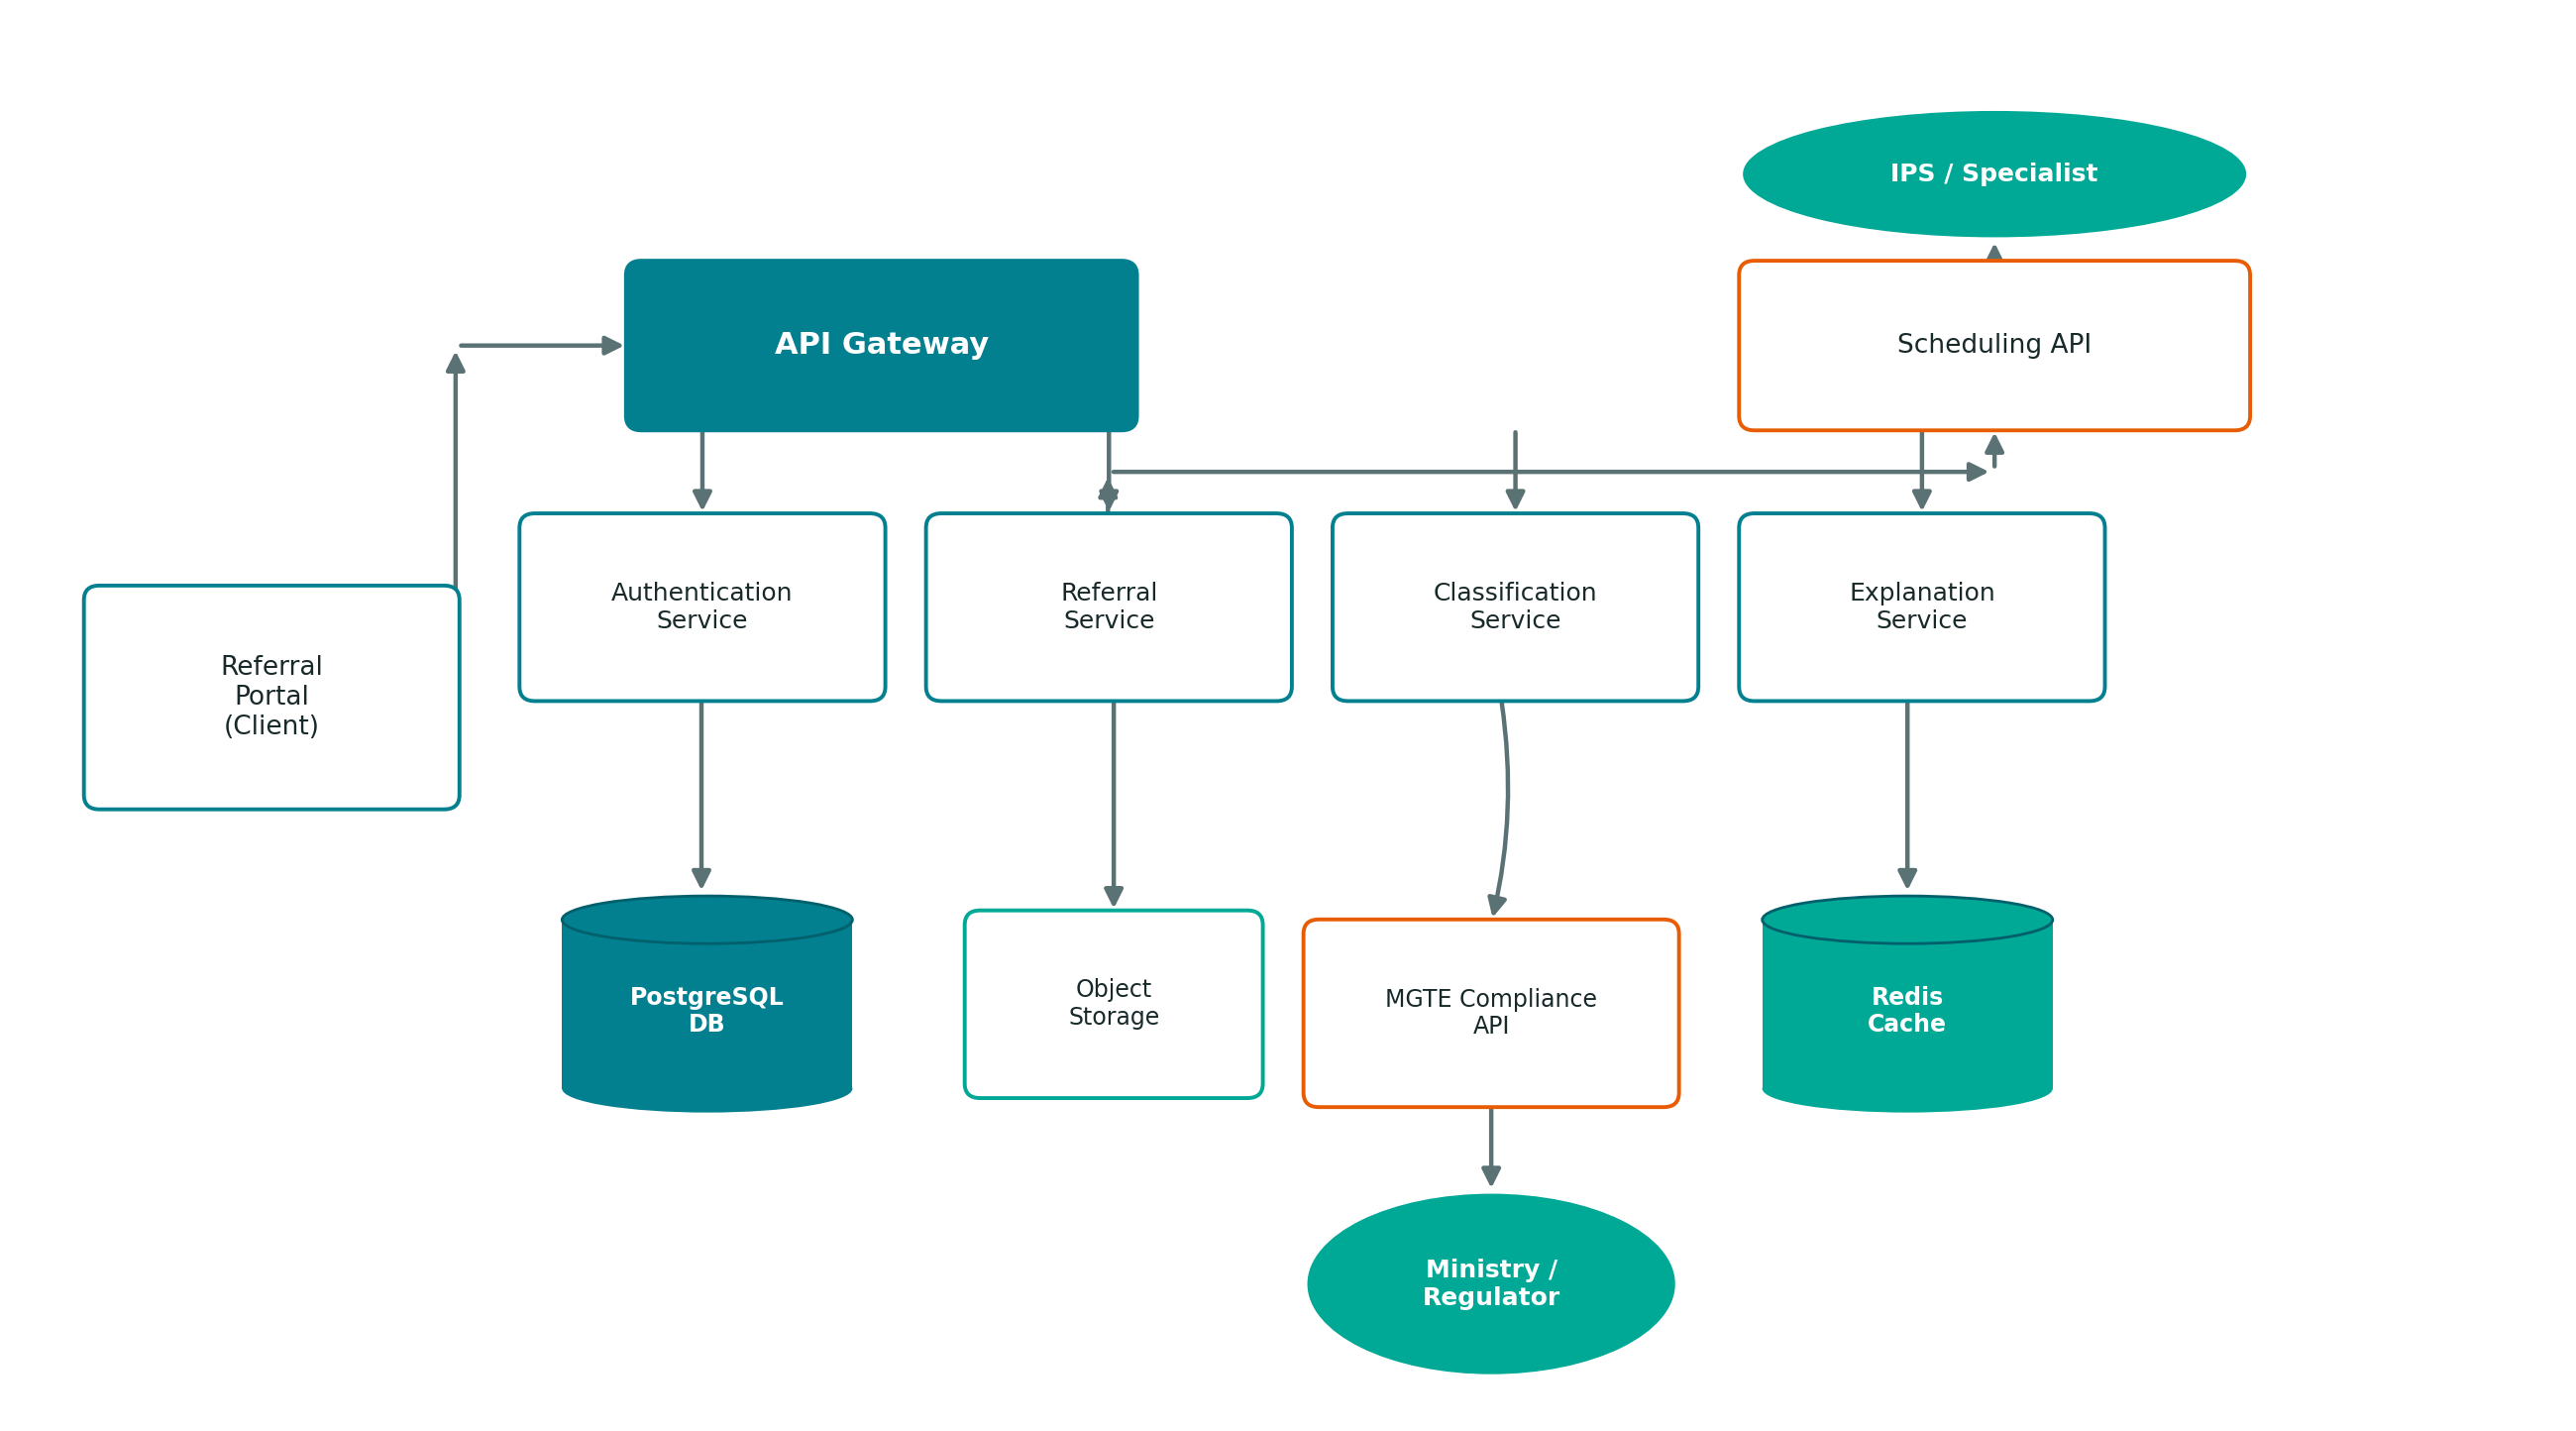 IPS / Specialist
API Gateway
Scheduling API
Authentication
Service
Referral
Service
Classification
Service
Explanation
Service
Referral
Portal
(Client)
PostgreSQL
DB
Object
Storage
MGTE Compliance
API
Redis
Cache
Ministry /
Regulator